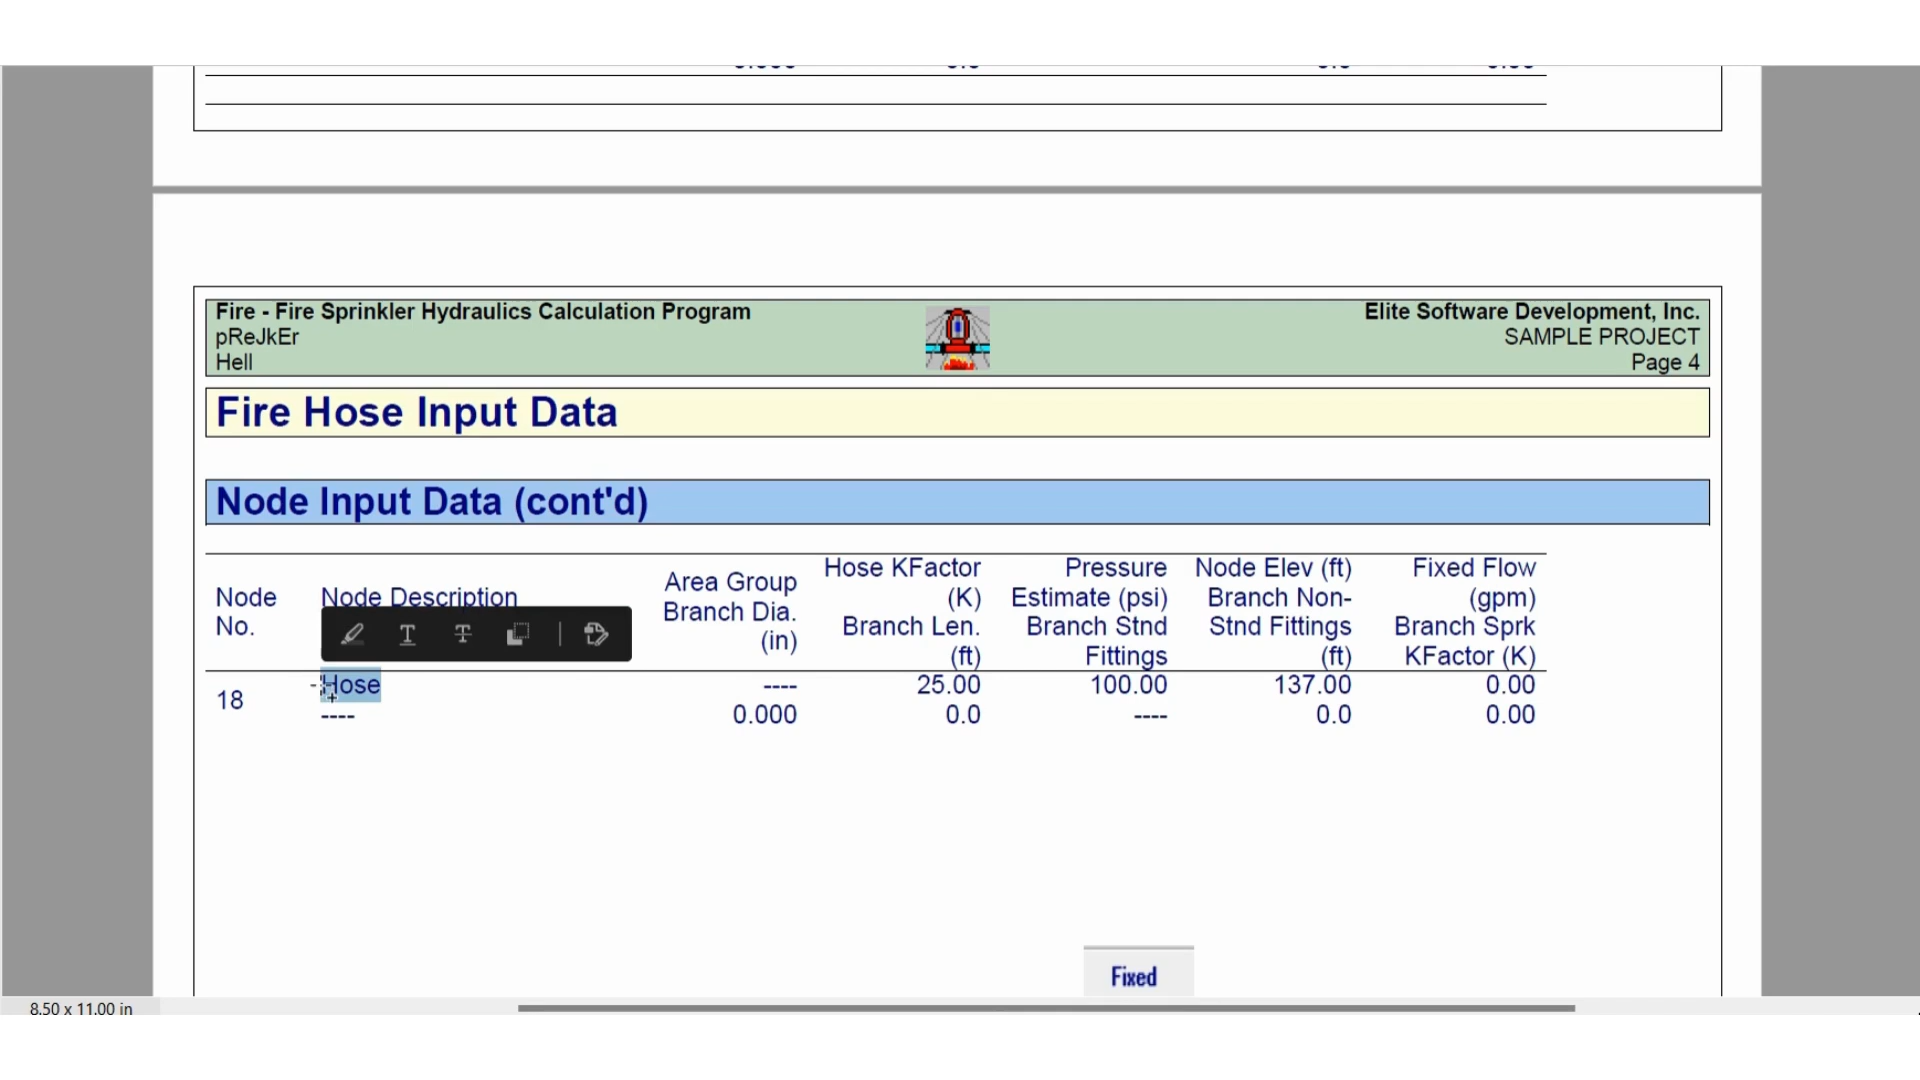 Fire - Fire Sprinkler Hydraulics Calculation Program
pReJkEr
Hell
Elite Software Development, Inc.
SAMPLE PROJECT
Page 4
Fire Hose Input Data
Node Input Data (cont'd)
Node
No.
Node Description
Area Group
Branch Dia.
(in)
Hose KFactor
(K)
Branch Len.
(ft)
Pressure
Estimate (psi)
Branch Stnd
Fittings
Node Elev (ft)
Branch Non-
Stnd Fittings
(ft)
Fixed Flow
(gpm)
Branch Sprk
KFactor (K)
18
Hose ---- 25.00 100.00 137.00 0.00
---- 0.000 0.0 ---- 0.0 0.00
Fixed
8.50 x 11.00 in